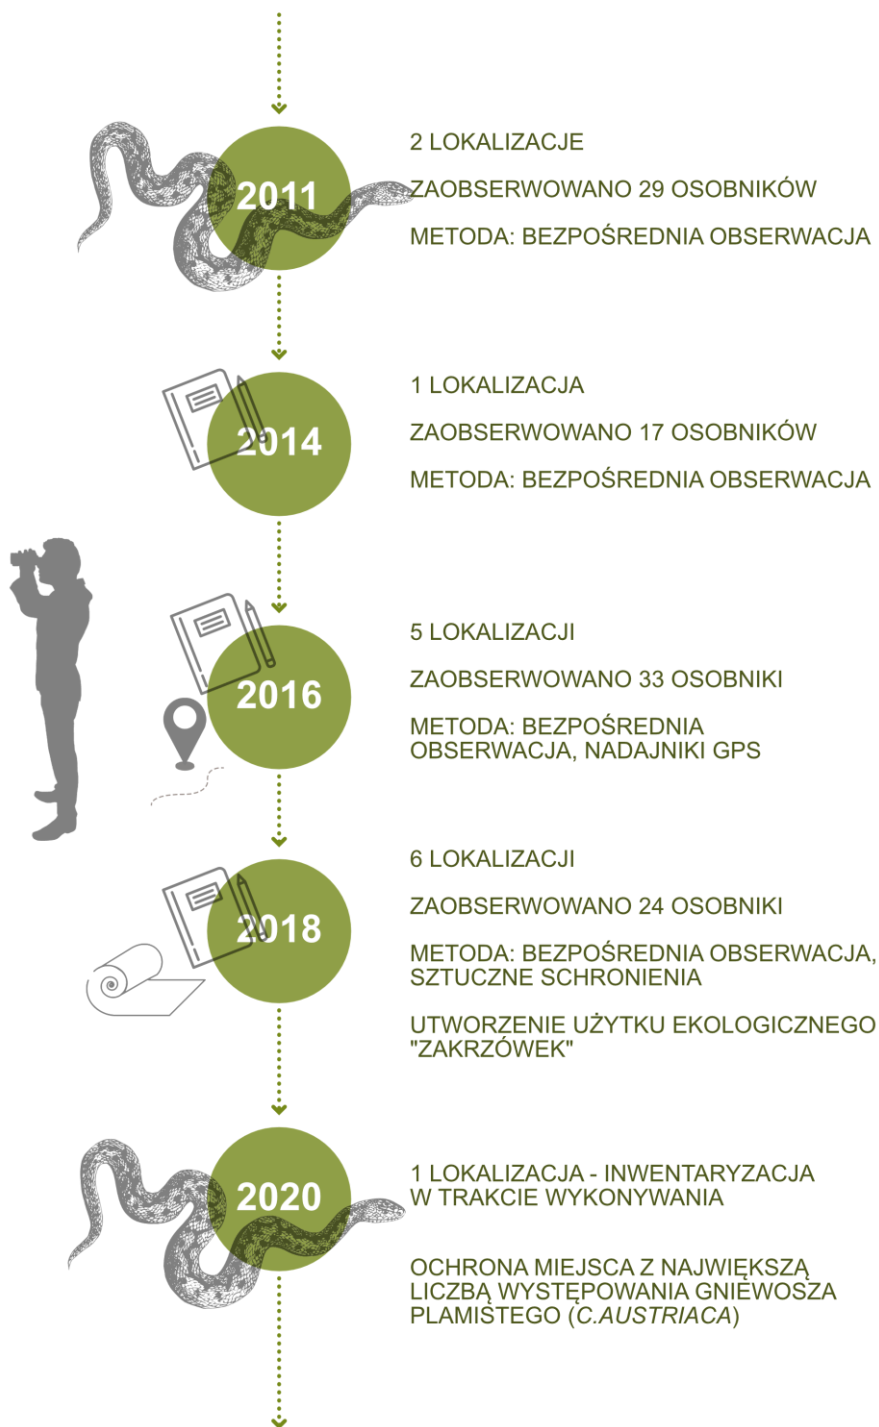 2011
2 LOKALIZACJE
ZAOBSERWOWANO 29 OSOBNIKÓW
METODA: BEZPOŚREDNIA OBSERWACJA
2014
1 LOKALIZACJA
ZAOBSERWOWANO 17 OSOBNIKÓW
METODA: BEZPOŚREDNIA OBSERWACJA
2016
5 LOKALIZACJI
ZAOBSERWOWANO 33 OSOBNIKI
METODA: BEZPOŚREDNIA
OBSERWACJA, NADAJNIKI GPS
2018
6 LOKALIZACJI
ZAOBSERWOWANO 24 OSOBNIKI
METODA: BEZPOŚREDNIA OBSERWACJA,
SZTUCZNE SCHRONIENIA
UTWORZENIE UŻYTKU EKOLOGICZNEGO
"ZAKRZÓWEK"
2020
1 LOKALIZACJA - INWENTARYZACJA
W TRAKCIE WYKONYWANIA
OCHRONA MIEJSCA Z NAJWIĘKSZĄ
LICZBĄ WYSTĘPOWANIA GNIEWOSZA
PLAMISTEGO (C.AUSTRIACA)